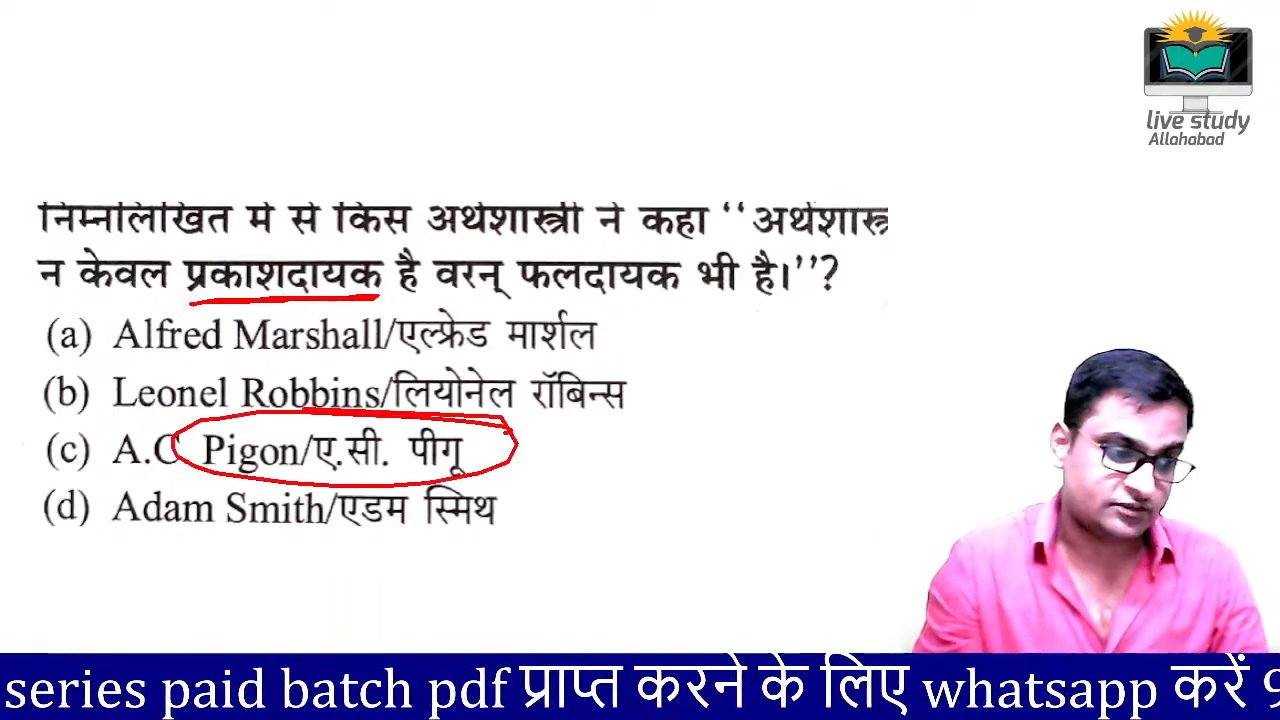 live study
Allahabad
निम्नलिखित में से किस अर्थशास्त्री ने कहा ‘‘अर्थशास्त्र
न केवल प्रकाशदायक है वरन् फलदायक भी है।’’?
(a) Alfred Marshall/एल्फ्रेड मार्शल
(b) Leonel Robbins/लियोनेल रॉबिन्स
(c) A.C Pigon/ए.सी. पीगू
(d) Adam Smith/एडम स्मिथ
series paid batch pdf प्राप्त करने के लिए whatsapp करें 9